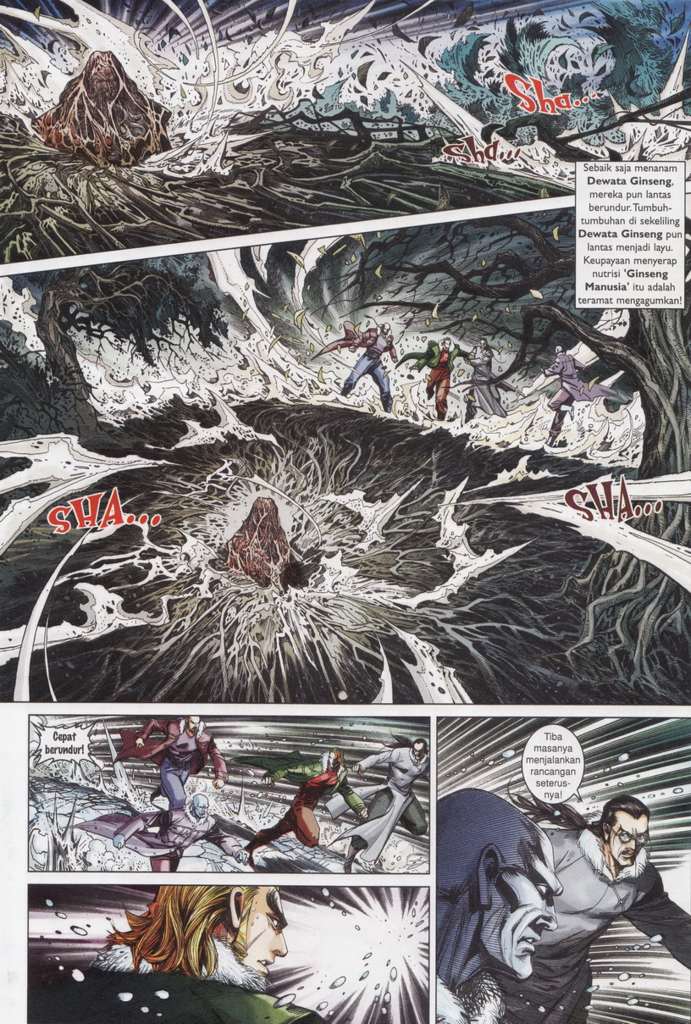 Sha...
Sha...
Sebaik saja menanam
Dewata Ginseng,
mereka pun lantas
berundur. Tumbuh-
tumbuhan di sekeliling
Dewata Ginseng pun
lantas menjadi layu.
Keupayaan menyerap
nutrisi 'Ginseng
Manusia' itu adalah
teramat mengagumkan!
SHA...
SHA...
Cepat
berundur!
Tiba
masanya
menjalankan
rancangan
seterus-
nya!